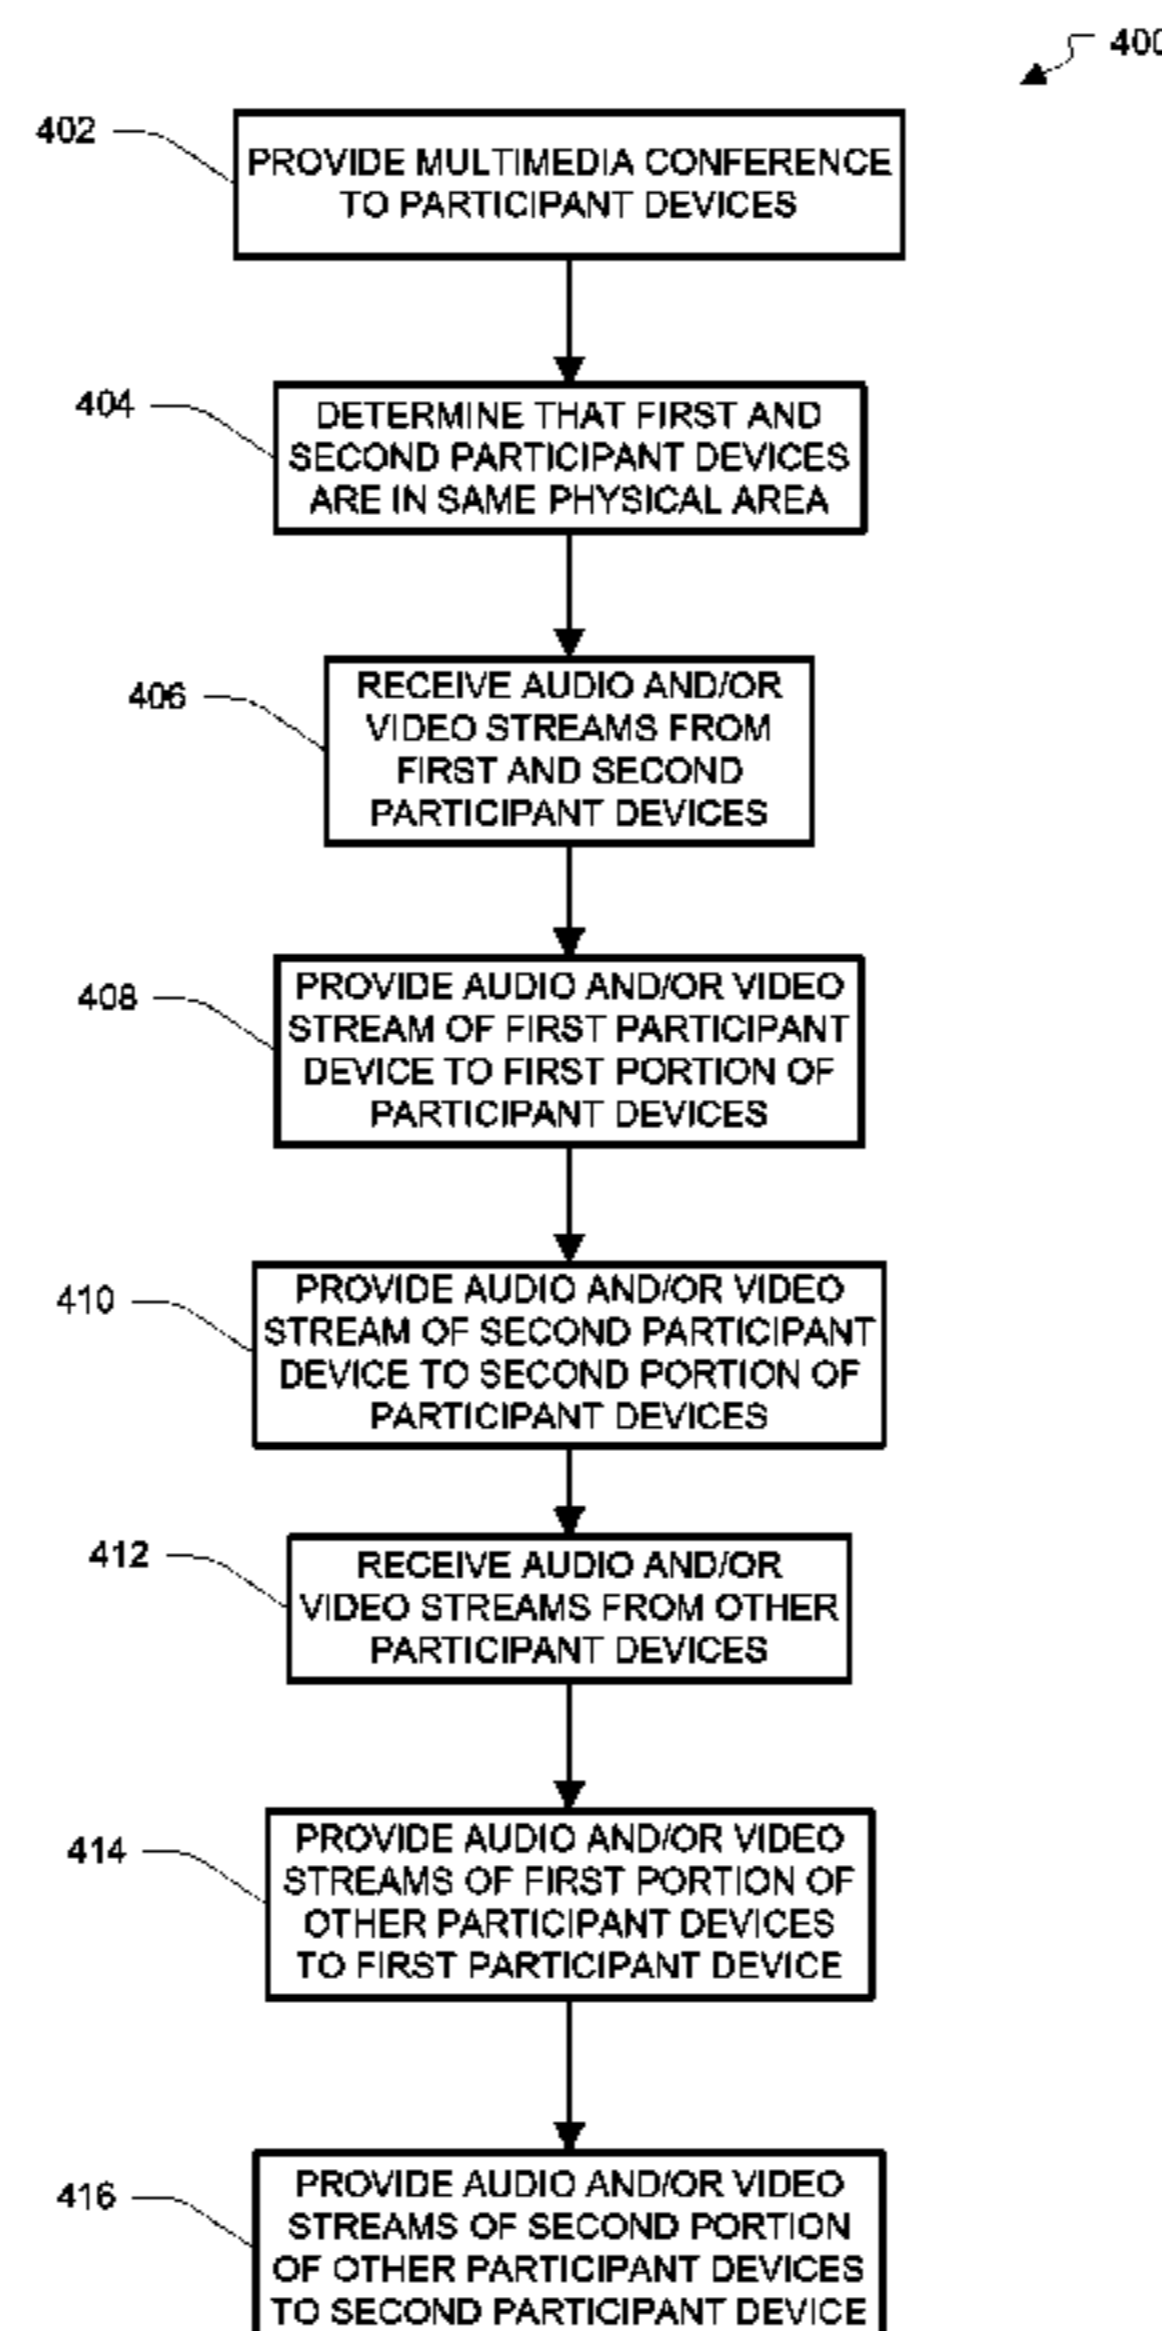 400
402
PROVIDE MULTIMEDIA CONFERENCE
TO PARTICIPANT DEVICES
404
DETERMINE THAT FIRST AND
SECOND PARTICIPANT DEVICES
ARE IN SAME PHYSICAL AREA
406
RECEIVE AUDIO AND/OR
VIDEO STREAMS FROM
FIRST AND SECOND
PARTICIPANT DEVICES
408
PROVIDE AUDIO AND/OR VIDEO
STREAM OF FIRST PARTICIPANT
DEVICE TO FIRST PORTION OF
PARTICIPANT DEVICES
410
PROVIDE AUDIO AND/OR VIDEO
STREAM OF SECOND PARTICIPANT
DEVICE TO SECOND PORTION OF
PARTICIPANT DEVICES
412
RECEIVE AUDIO AND/OR
VIDEO STREAMS FROM OTHER
PARTICIPANT DEVICES
414
PROVIDE AUDIO AND/OR VIDEO
STREAMS OF FIRST PORTION OF
OTHER PARTICIPANT DEVICES
TO FIRST PARTICIPANT DEVICE
416
PROVIDE AUDIO AND/OR VIDEO
STREAMS OF SECOND PORTION
OF OTHER PARTICIPANT DEVICES
TO SECOND PARTICIPANT DEVICE